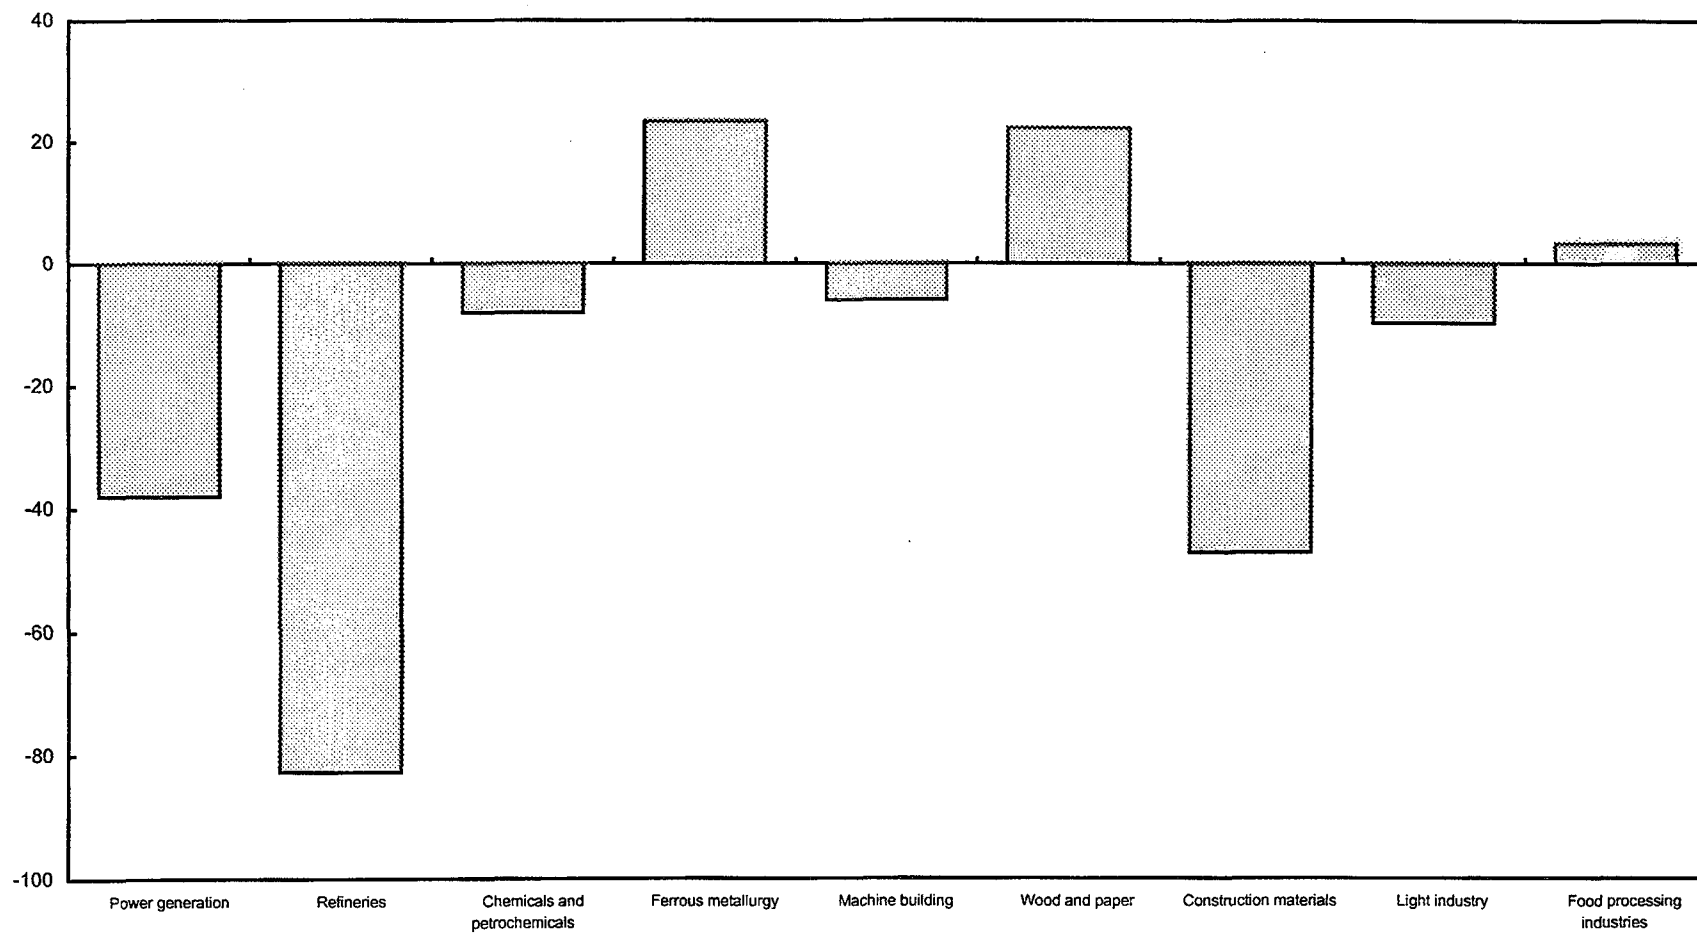 40
20
0
-20
-40
-60
-80
-100
Power generation
Refineries
Chemicals and
petrochemicals
Ferrous metallurgy
Machine building
Wood and paper
Construction materials
Light industry
Food processing
industries